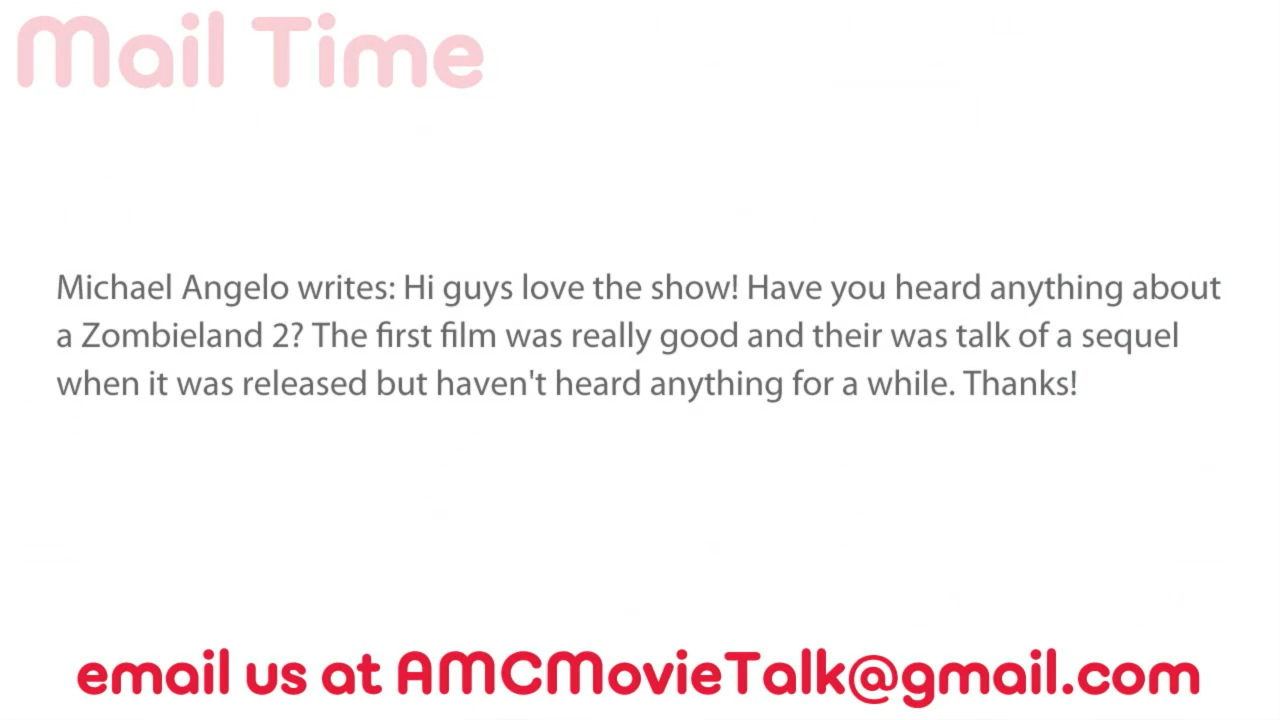 Mail Time
Michael Angelo writes: Hi guys love the show! Have you heard anything about
a Zombieland 2? The first film was really good and their was talk of a sequel
when it was released but haven't heard anything for a while. Thanks!
email us at AMCMovieTalk@gmail.com